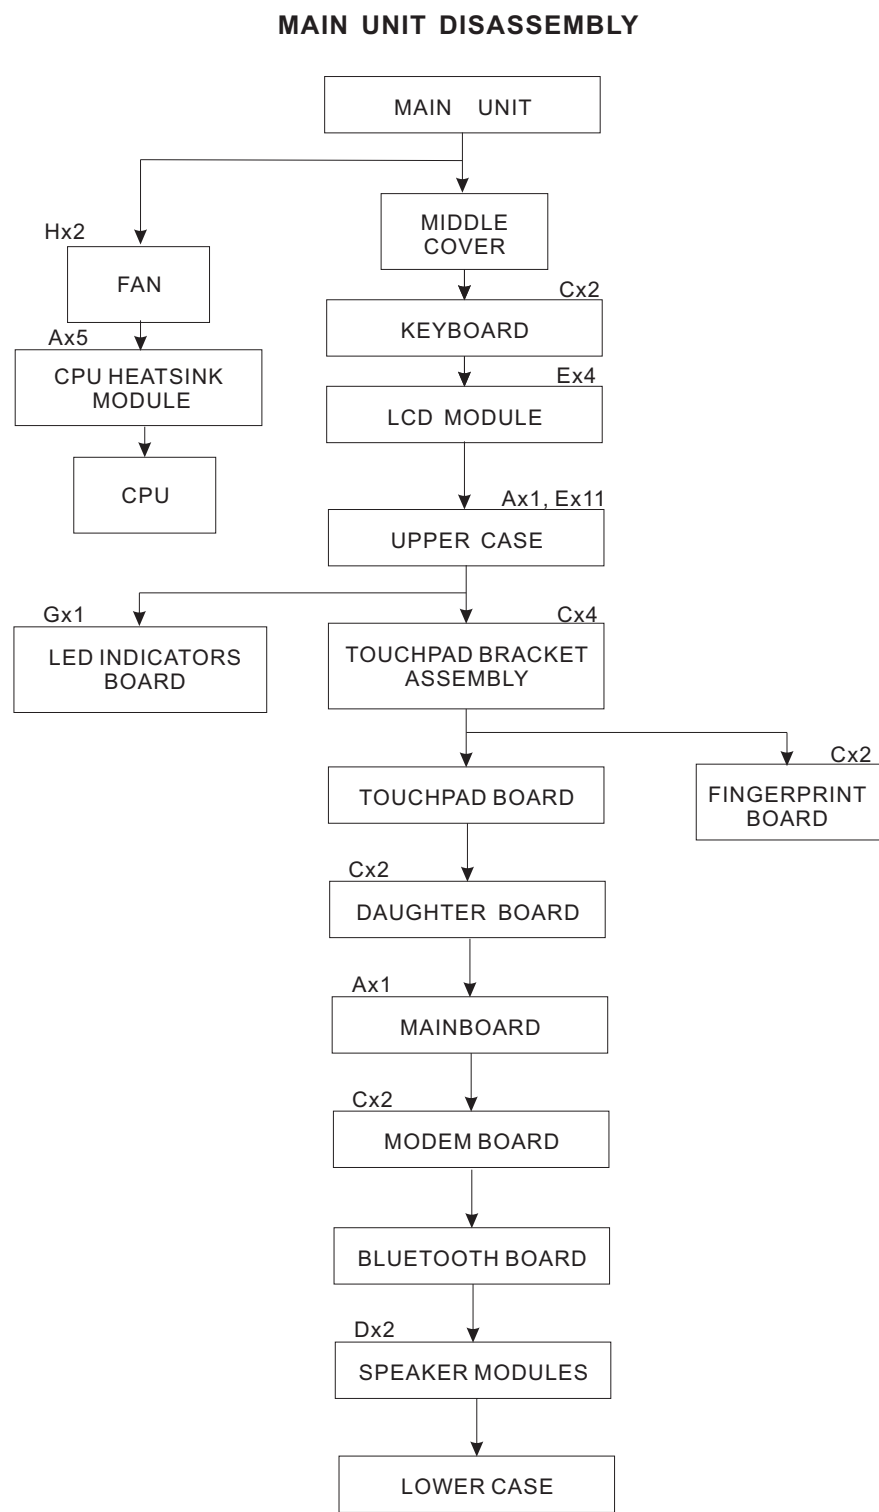 MAIN UNIT DISASSEMBLY
MAIN UNIT
Hx2
FAN
MIDDLE
COVER
Cx2
KEYBOARD
Ax5
CPU HEATSINK
MODULE
Ex4
LCD MODULE
CPU
Ax1, Ex11
UPPER CASE
Gx1
LED INDICATORS
BOARD
Cx4
TOUCHPAD BRACKET
ASSEMBLY
TOUCHPAD BOARD
Cx2
FINGERPRINT
BOARD
Cx2
DAUGHTER BOARD
Ax1
MAINBOARD
Cx2
MODEM BOARD
BLUETOOTH BOARD
Dx2
SPEAKER MODULES
LOWER CASE